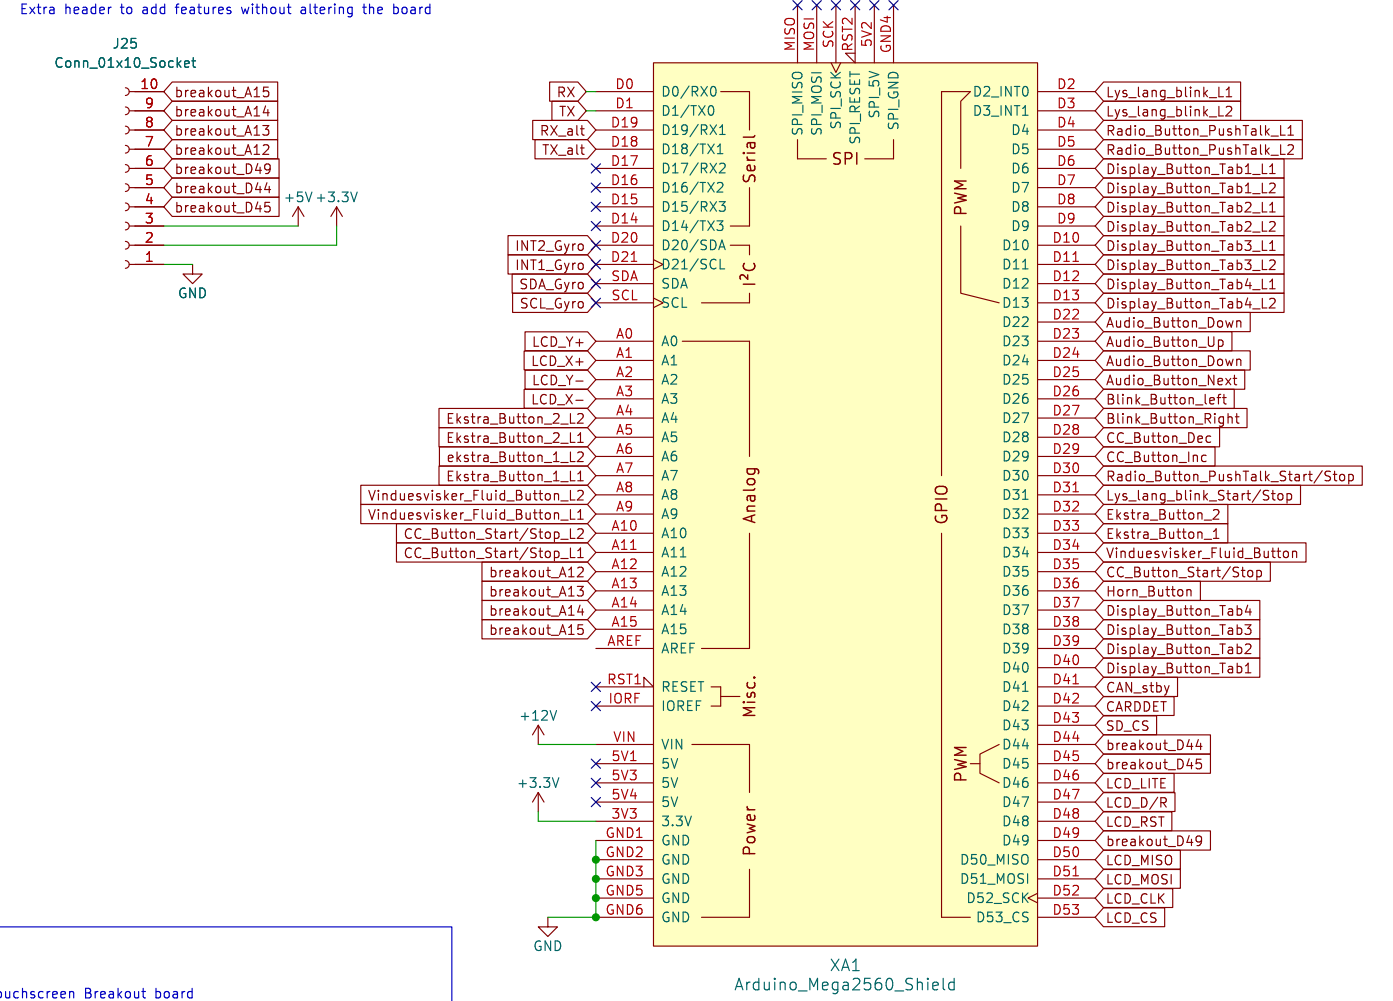 Extra header to add features without altering the board
J25
Conn_01x10_Socket
10 breakout_A15
9 breakout_A14
8 breakout_A13
7 breakout_A12
6 breakout_D49
5 breakout_D44
4 breakout_D45
3 +5V
2 +3.3V
1
GND
MISO MOSI SCK RST2 5V2 GND4
SPI_MISO SPI_MOSI SPI_SCK SPI_RESET SPI_5V SPI_GND
SPI
RX D0 D0/RX0
TX D1 D1/TX0
RX_alt D19 D19/RX1
TX_alt D18 D18/TX1
D17 D17/RX2
D16 D16/TX2
D15 D15/RX3
D14 D14/TX3
Serial
INT2_Gyro D20 D20/SDA
INT1_Gyro D21 D21/SCL
SDA_Gyro SDA SDA
SCL_Gyro SCL SCL
I²C
LCD_Y+ A0 A0
LCD_X+ A1 A1
LCD_Y- A2 A2
LCD_X- A3 A3
Ekstra_Button_2_L2 A4 A4
Ekstra_Button_2_L1 A5 A5
ekstra_Button_1_L2 A6 A6
Ekstra_Button_1_L1 A7 A7
Vinduesvisker_Fluid_Button_L2 A8 A8
Vinduesvisker_Fluid_Button_L1 A9 A9
CC_Button_Start/Stop_L2 A10 A10
CC_Button_Start/Stop_L1 A11 A11
breakout_A12 A12 A12
breakout_A13 A13 A13
breakout_A14 A14 A14
breakout_A15 A15 A15
AREF AREF
Analog
RST1 RESET
IORF IOREF
Misc.
+12V
VIN VIN
5V1 5V
5V3 5V
5V4 5V
+3.3V
3V3 3.3V
GND1 GND
GND2 GND
GND3 GND
GND5 GND
GND6 GND
GND
Power
PWM
GPIO
PWM
D2_INT0 D2 Lys_lang_blink_L1
D3_INT1 D3 Lys_lang_blink_L2
D4 D4 Radio_Button_PushTalk_L1
D5 D5 Radio_Button_PushTalk_L2
D6 D6 Display_Button_Tab1_L1
D7 D7 Display_Button_Tab1_L2
D8 D8 Display_Button_Tab2_L1
D9 D9 Display_Button_Tab2_L2
D10 D10 Display_Button_Tab3_L1
D11 D11 Display_Button_Tab3_L2
D12 D12 Display_Button_Tab4_L1
D13 D13 Display_Button_Tab4_L2
D22 D22 Audio_Button_Down
D23 D23 Audio_Button_Up
D24 D24 Audio_Button_Down
D25 D25 Audio_Button_Next
D26 D26 Blink_Button_left
D27 D27 Blink_Button_Right
D28 D28 CC_Button_Dec
D29 D29 CC_Button_Inc
D30 D30 Radio_Button_PushTalk_Start/Stop
D31 D31 Lys_lang_blink_Start/Stop
D32 D32 Ekstra_Button_2
D33 D33 Ekstra_Button_1
D34 D34 Vinduesvisker_Fluid_Button
D35 D35 CC_Button_Start/Stop
D36 D36 Horn_Button
D37 D37 Display_Button_Tab4
D38 D38 Display_Button_Tab3
D39 D39 Display_Button_Tab2
D40 D40 Display_Button_Tab1
D41 D41 CAN_stby
D42 D42 CARDDET
D43 D43 SD_CS
D44 D44 breakout_D44
D45 D45 breakout_D45
D46 D46 LCD_LITE
D47 D47 LCD_D/R
D48 D48 LCD_RST
D49 D49 breakout_D49
D50_MISO D50 LCD_MISO
D51_MOSI D51 LCD_MOSI
D52_SCK D52 LCD_CLK
D53_CS D53 LCD_CS
XA1
Arduino_Mega2560_Shield
ouchscreen Breakout board